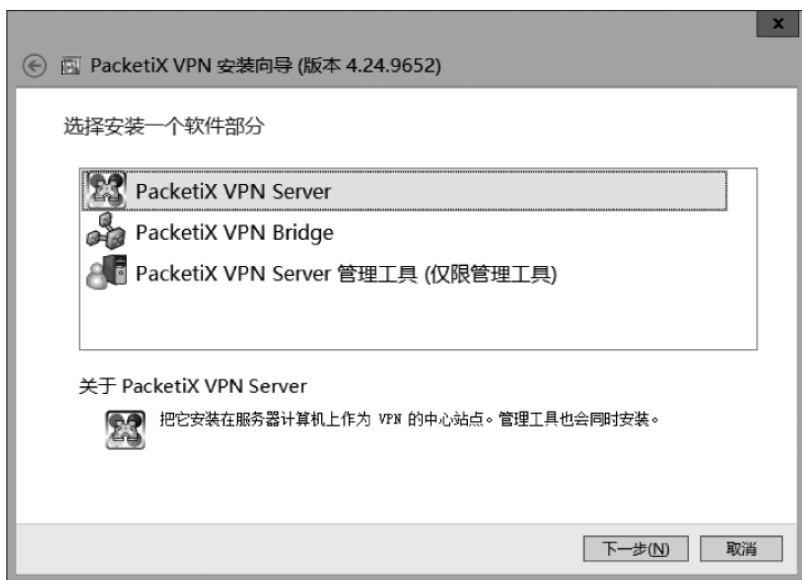 x
PacketiX VPN 安装向导 (版本 4.24.9652)
选择安装一个软件部分
PacketiX VPN Server
PacketiX VPN Bridge
PacketiX VPN Server 管理工具 (仅限管理工具)
关于 PacketiX VPN Server
把它安装在服务器计算机上作为 VPN 的中心站点。管理工具也会同时安装。
下一步(N) 取消